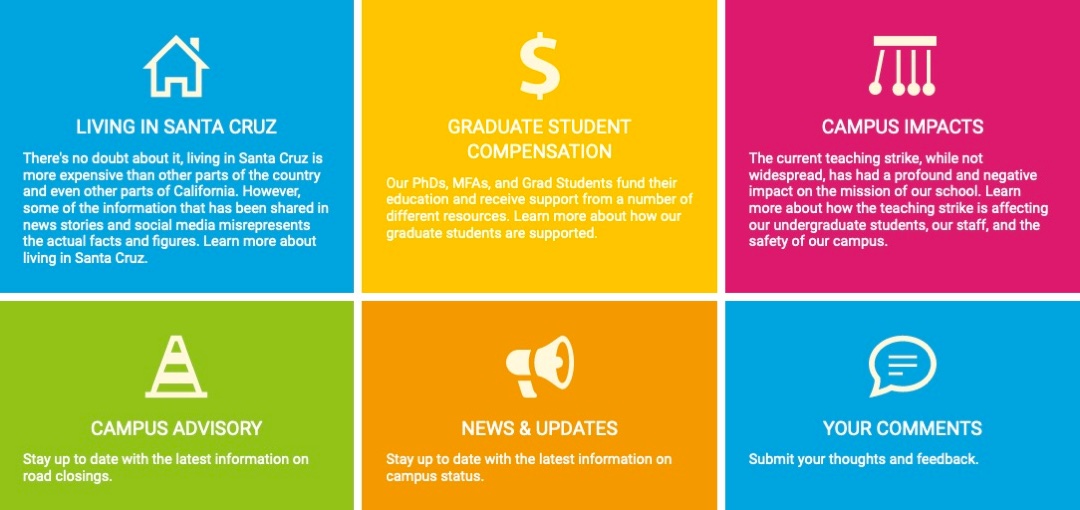 LIVING IN SANTA CRUZ
There's no doubt about it, living in Santa Cruz is
more expensive than other parts of the country
and even other parts of California. However,
some of the information that has been shared in
news stories and social media misrepresents
the actual facts and figures. Learn more about
living in Santa Cruz.
$
GRADUATE STUDENT
COMPENSATION
Our PhDs, MFAs, and Grad Students fund their
education and receive support from a number of
different resources. Learn more about how our
graduate students are supported.
CAMPUS IMPACTS
The current teaching strike, while not
widespread, has had a profound and negative
impact on the mission of our school. Learn
more about how the teaching strike is affecting
our undergraduate students, our staff, and the
safety of our campus.
CAMPUS ADVISORY
Stay up to date with the latest information on
road closings.
NEWS & UPDATES
Stay up to date with the latest information on
campus status.
YOUR COMMENTS
Submit your thoughts and feedback.